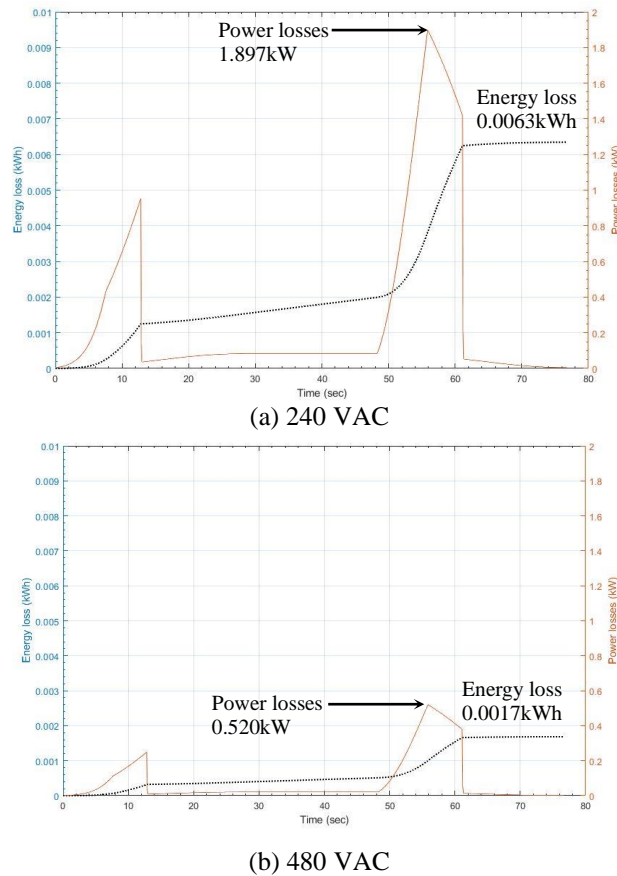 Power losses
1.897kW
Energy loss
0.0063kWh
0.01
0.009
0.008
0.007
0.006
0.005
0.004
0.003
0.002
0.001
0
Energy loss (kWh)
2
1.8
1.6
1.4
1.2
1
0.8
0.6
0.4
0.2
0
Power losses (kW)
0 10 20 30 40 50 60 70 80
Time (sec)
(a) 240 VAC
0.01
0.009
0.008
0.007
0.006
0.005
0.004
0.003
0.002
0.001
0
Energy loss (kWh)
2
1.8
1.6
1.4
1.2
1
0.8
0.6
0.4
0.2
0
Power losses (kW)
Power losses
0.520kW
Energy loss
0.0017kWh
0 10 20 30 40 50 60 70 80
Time (sec)
(b) 480 VAC